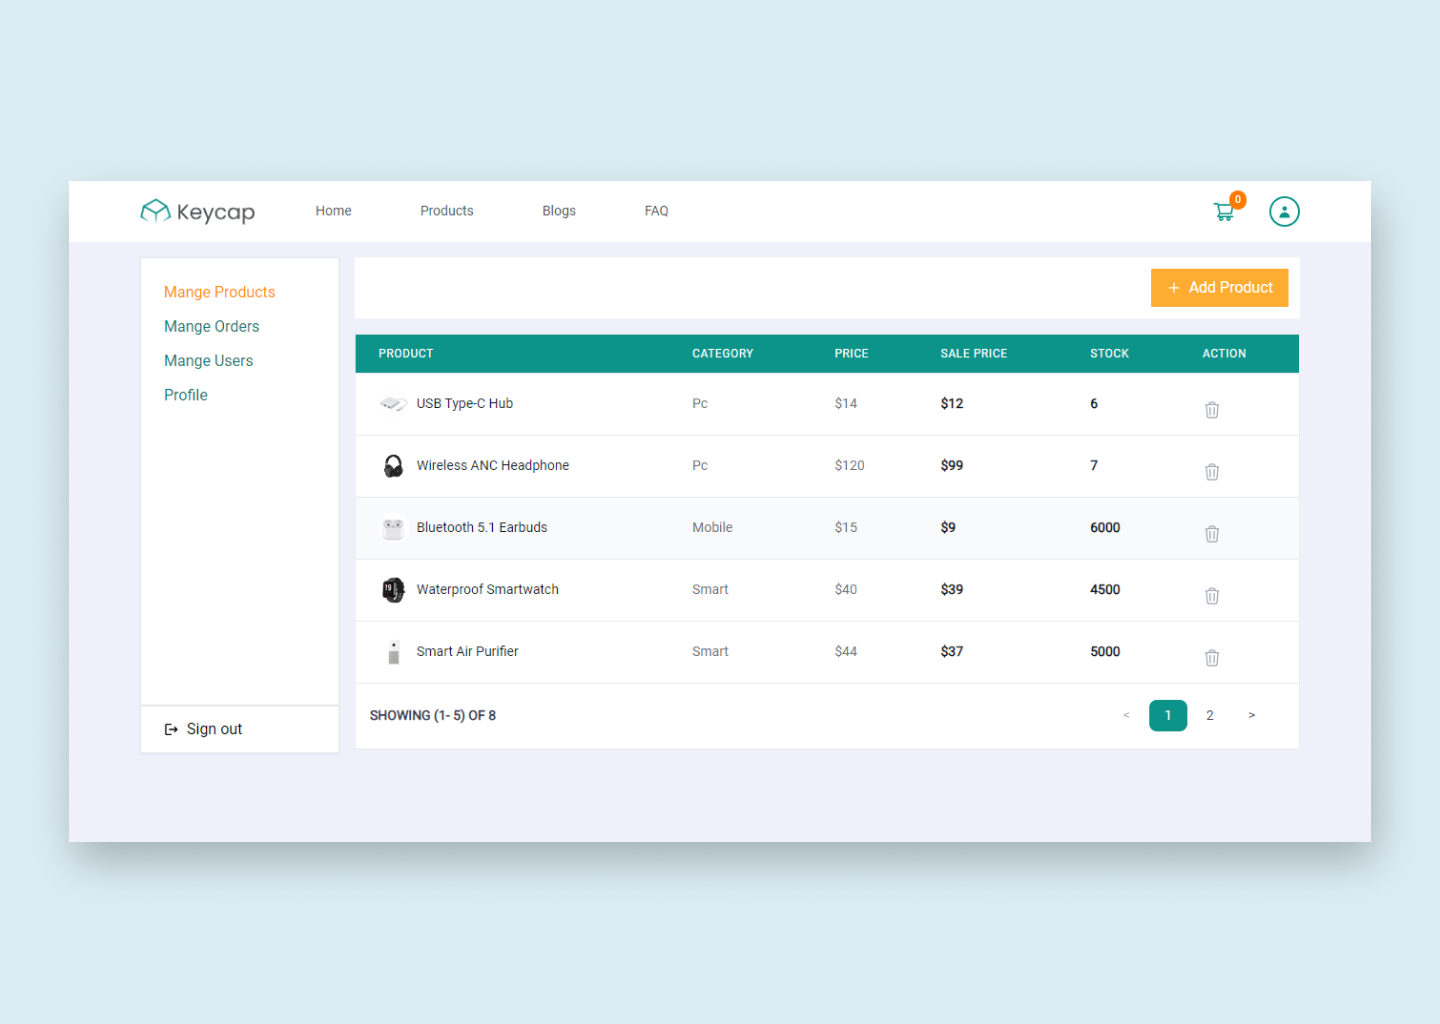 Keycap Home Products Blogs FAQ 0
Mange Products
Mange Orders
Mange Users
Profile
Sign out
+ Add Product
PRODUCT CATEGORY PRICE SALE PRICE STOCK ACTION
USB Type-C Hub Pc $14 $12 6
Wireless ANC Headphone Pc $120 $99 7
Bluetooth 5.1 Earbuds Mobile $15 $9 6000
Waterproof Smartwatch Smart $40 $39 4500
Smart Air Purifier Smart $44 $37 5000
SHOWING (1- 5) OF 8 < 1 2 >